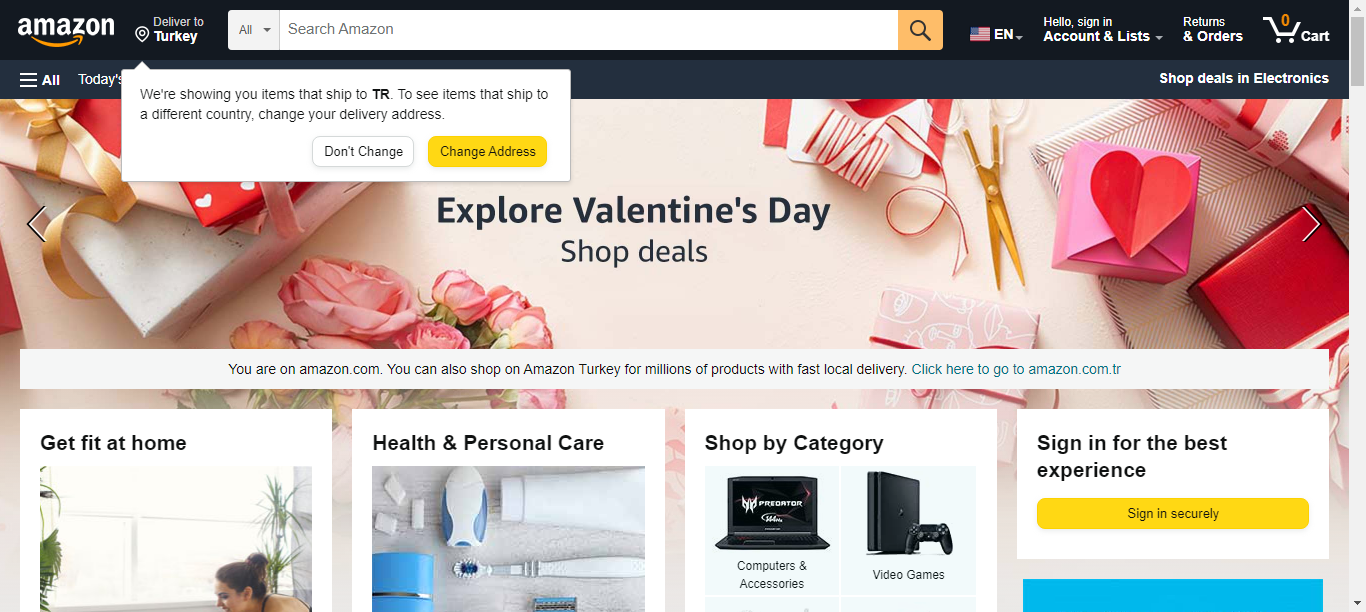 amazon
Deliver to
Turkey
All
Search Amazon
EN
Hello, sign in
Account & Lists
Returns
& Orders
0
Cart
All
Today's
Shop deals in Electronics
We're showing you items that ship to TR. To see items that ship to
a different country, change your delivery address.
Don't Change
Change Address
Explore Valentine's Day
Shop deals
You are on amazon.com. You can also shop on Amazon Turkey for millions of products with fast local delivery. Click here to go to amazon.com.tr
Get fit at home
Health & Personal Care
Shop by Category
PREDATOR
Computers &
Accessories
Video Games
Sign in for the best
experience
Sign in securely